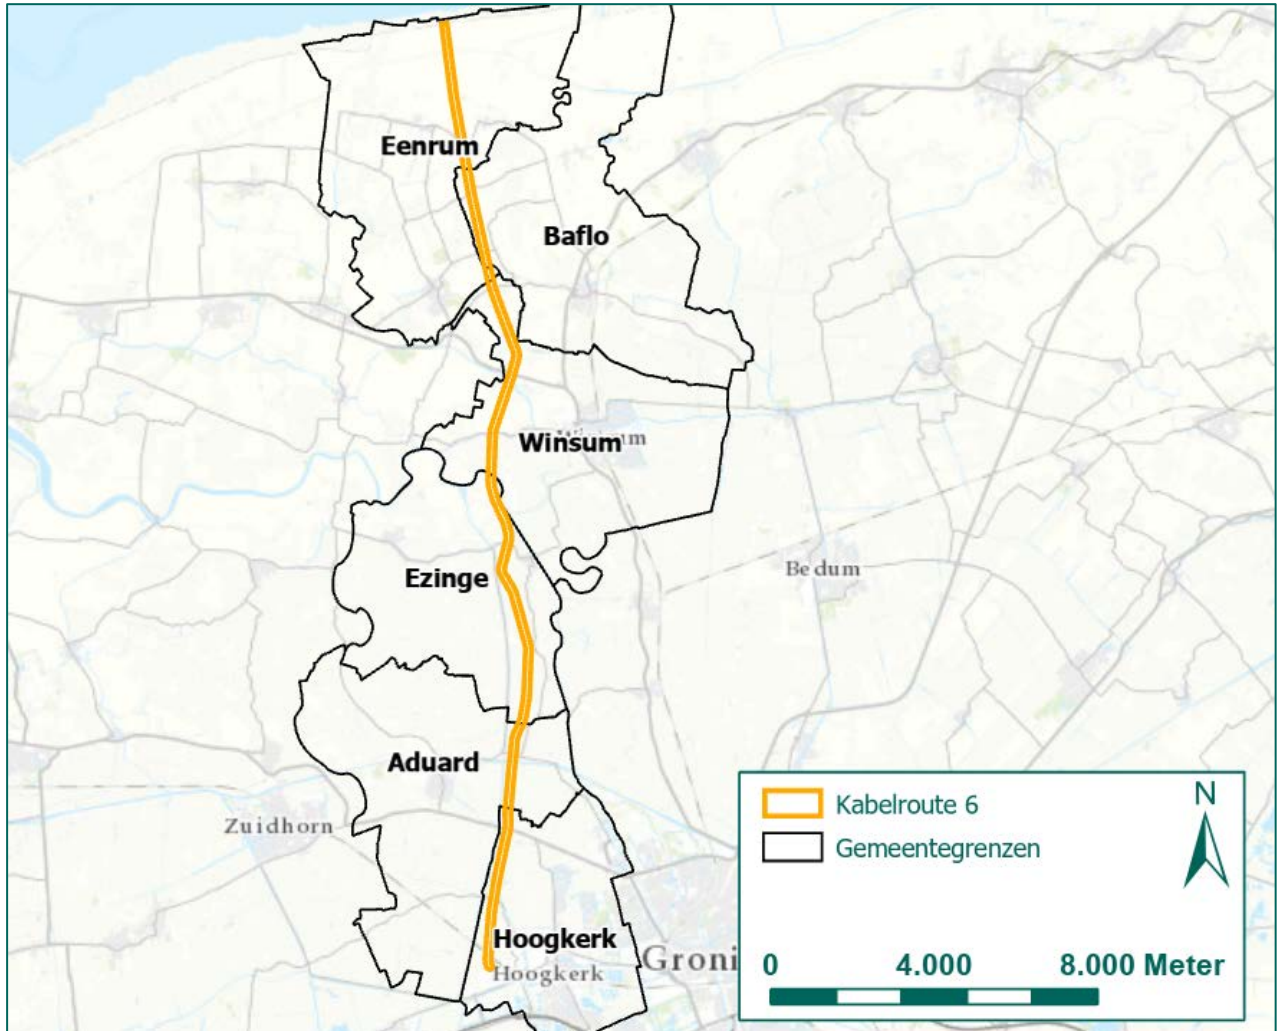 Eenrum
Baflo
Winsum
Ezinge
Bedum
Aduard
Zuidhorn
Hoogkerk
Hoogkerk
Groni
Kabelroute 6
Gemeentegrenzen
N
0 4.000 8.000 Meter